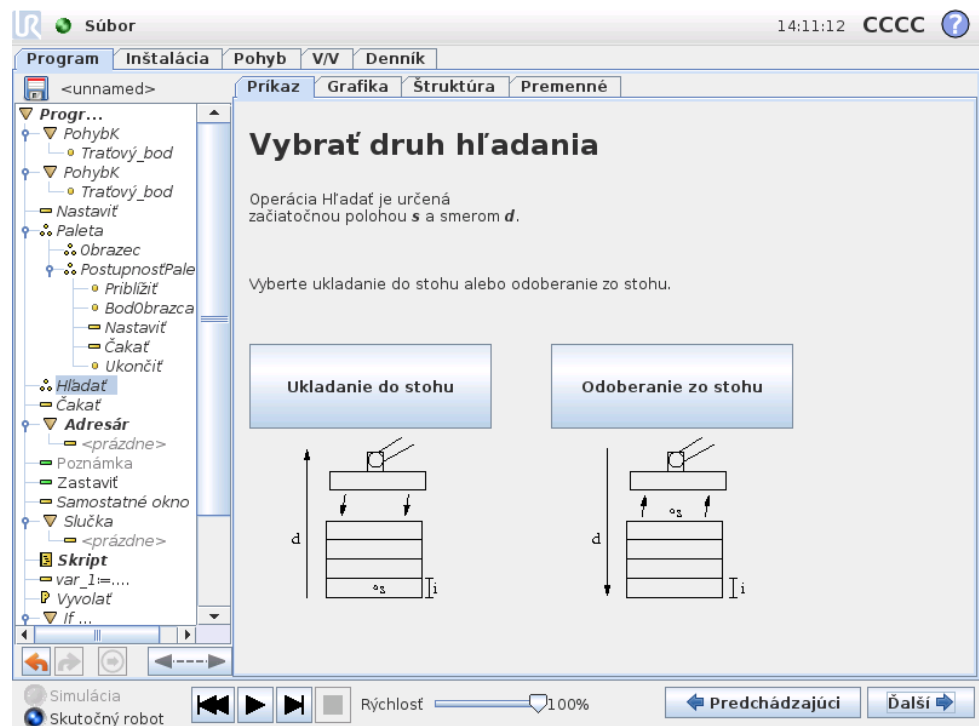 UR Súbor 14:11:12 CCCC ?
Program Inštalácia Pohyb V/V Denník
<unnamed>
Príkaz Grafika Štruktúra Premenné
Progr...
PohybK
Traťový_bod
PohybK
Traťový_bod
Nastaviť
Paleta
Obrazec
PostupnosťPale
Priblížiť
BodObrazca
Nastaviť
Čakať
Ukončiť
Hľadať
Čakať
Adresár
<prázdne>
Poznámka
Zastaviť
Samostatné okno
Slučka
<prázdne>
Skript
var_1:=....
Vyvolať
If ...
Vybrať druh hľadania
Operácia Hľadať je určená
začiatočnou polohou s a smerom d.
Vyberte ukladanie do stohu alebo odoberanie zo stohu.
Ukladanie do stohu
Odoberanie zo stohu
d
s
i
d
s
i
Simulácia
Skutočný robot
Rýchlosť 100%
Predchádzajúci
Ďalší